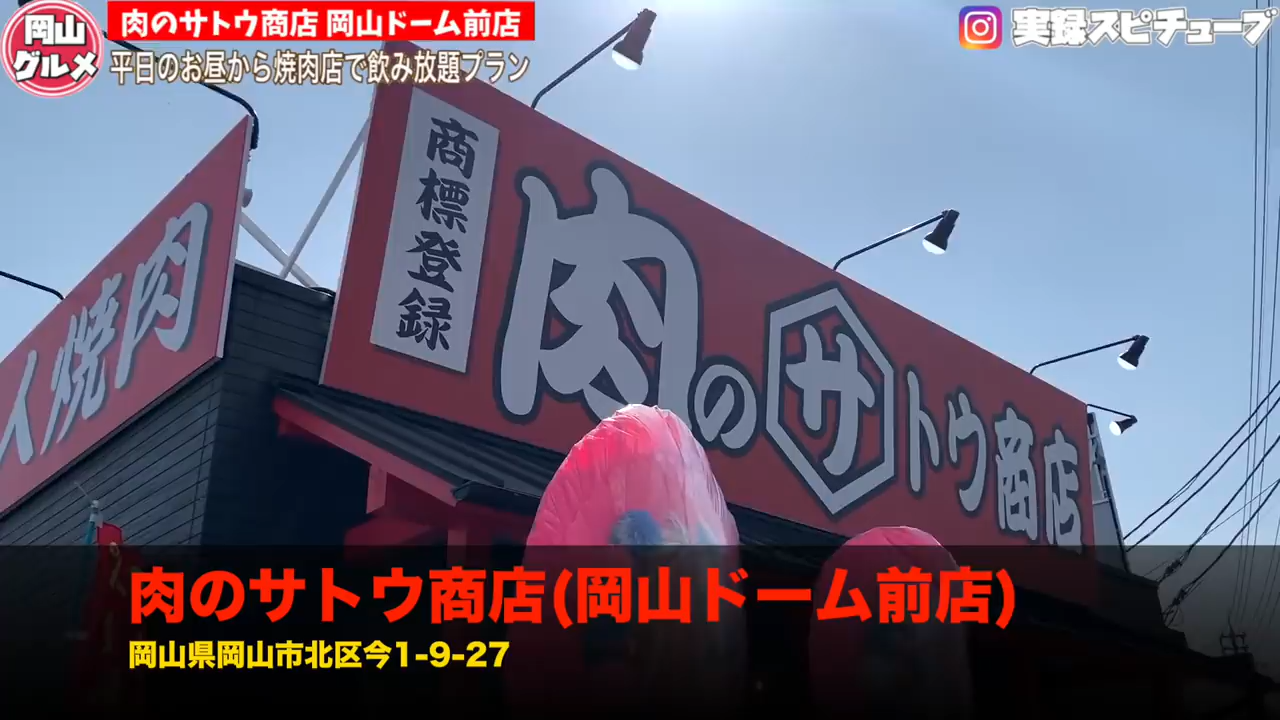 岡山
グルメ
肉のサトウ商店 岡山ドーム前店
平日のお昼から焼肉店で飲み放題プラン
実録スピチューブ
商標登録
肉のサトウ商店
人焼肉
肉のサトウ商店(岡山ドーム前店)
岡山県岡山市北区今1-9-27